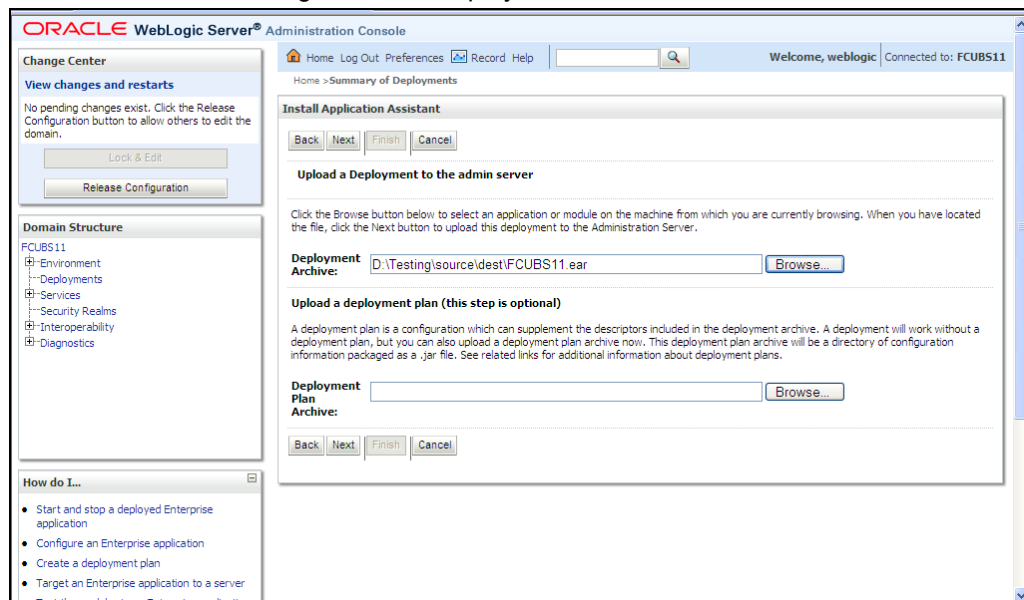 ORACLE WebLogic Server® Administration Console
Change Center
View changes and restarts
No pending changes exist. Click the Release
Configuration button to allow others to edit the
domain.
Lock & Edit
Release Configuration
Domain Structure
FCUBS11
Environment
Deployments
Services
Security Realms
Interoperability
Diagnostics
How do I...
Start and stop a deployed Enterprise
application
Configure an Enterprise application
Create a deployment plan
Target an Enterprise application to a server
Home Log Out Preferences Record Help
Welcome, weblogic Connected to: FCUBS11
Home >Summary of Deployments
Install Application Assistant
Back Next Finish Cancel
Upload a Deployment to the admin server
Click the Browse button below to select an application or module on the machine from which you are currently browsing. When you have located
the file, click the Next button to upload this deployment to the Administration Server.
Deployment
Archive:
D:\Testing\source\dest\FCUBS11.ear Browse...
Upload a deployment plan (this step is optional)
A deployment plan is a configuration which can supplement the descriptors included in the deployment archive. A deployment will work without a
deployment plan, but you can also upload a deployment plan archive now. This deployment plan archive will be a directory of configuration
information packaged as a .jar file. See related links for additional information about deployment plans.
Deployment
Plan
Archive:
Browse...
Back Next Finish Cancel